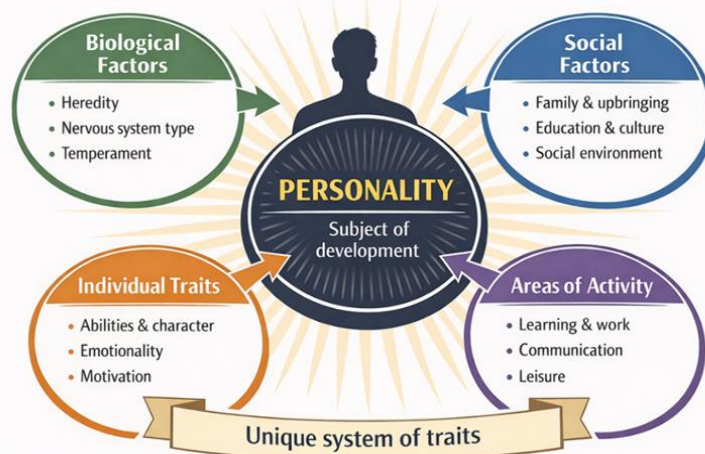 Biological
Factors
• Heredity
• Nervous system type
• Temperament
Social
Factors
• Family & upbringing
• Education & culture
• Social environment
PERSONALITY
Subject of
development
Individual Traits
• Abilities & character
• Emotionality
• Motivation
Areas of Activity
• Learning & work
• Communication
• Leisure
Unique system of traits